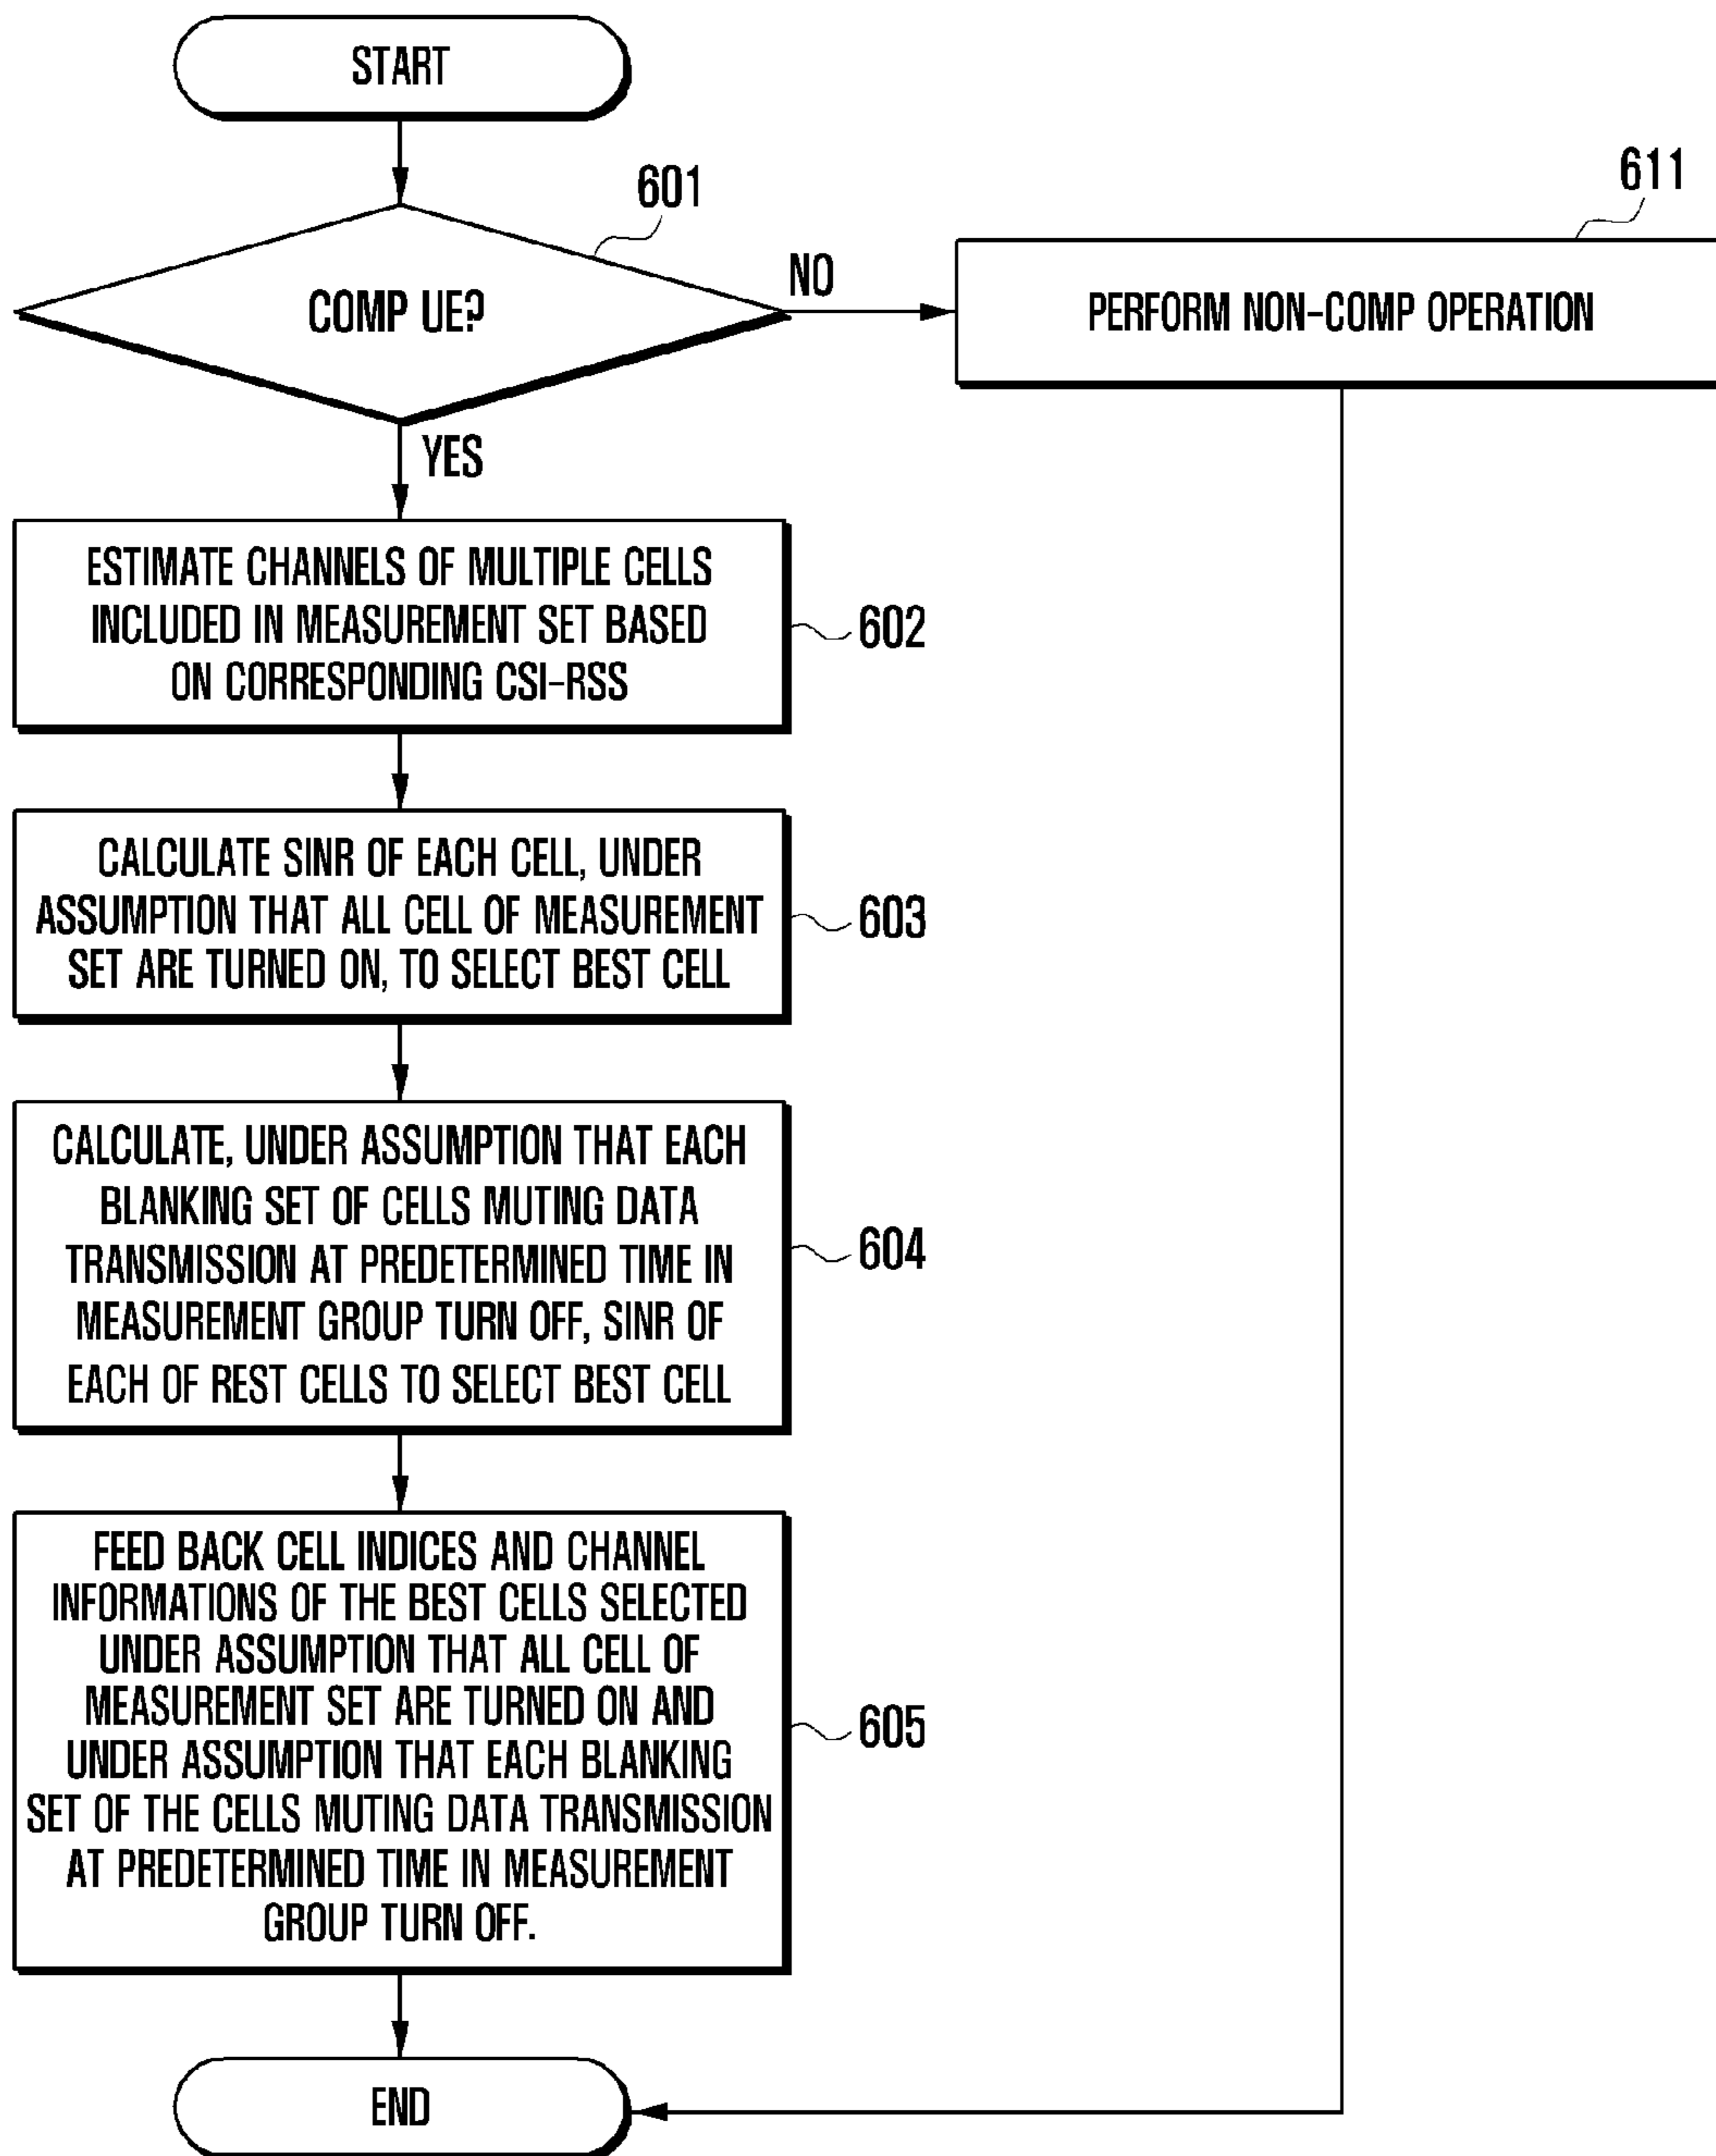 START
601
COMP UE?
NO
611
PERFORM NON-COMP OPERATION
YES
ESTIMATE CHANNELS OF MULTIPLE CELLS
INCLUDED IN MEASUREMENT SET BASED
ON CORRESPONDING CSI-RSS
602
CALCULATE SINR OF EACH CELL, UNDER
ASSUMPTION THAT ALL CELL OF MEASUREMENT
SET ARE TURNED ON, TO SELECT BEST CELL
603
CALCULATE, UNDER ASSUMPTION THAT EACH
BLANKING SET OF CELLS MUTING DATA
TRANSMISSION AT PREDETERMINED TIME IN
MEASUREMENT GROUP TURN OFF, SINR OF
EACH OF REST CELLS TO SELECT BEST CELL
604
FEED BACK CELL INDICES AND CHANNEL
INFORMATIONS OF THE BEST CELLS SELECTED
UNDER ASSUMPTION THAT ALL CELL OF
MEASUREMENT SET ARE TURNED ON AND
UNDER ASSUMPTION THAT EACH BLANKING
SET OF THE CELLS MUTING DATA TRANSMISSION
AT PREDETERMINED TIME IN MEASUREMENT
GROUP TURN OFF.
605
END